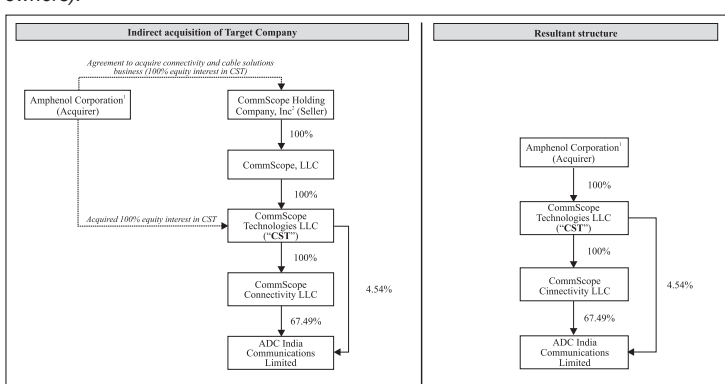 owners).
Indirect acquisition of Target Company
Agreement to acquire connectivity and cable solutions
business (100% equity interest in CST)
Amphenol Corporation¹
(Acquirer)
CommScope Holding
Company, Inc² (Seller)
100%
CommScope, LLC
100%
Acquired 100% equity interest in CST
CommScope
Technologies LLC
("CST")
100%
CommScope
Connectivity LLC
4.54%
67.49%
ADC India
Communications
Limited
Resultant structure
Amphenol Corporation¹
(Acquirer)
100%
CommScope
Technologies LLC
("CST")
100%
CommScope
Cinnectivity LLC
4.54%
67.49%
ADC India
Communications
Limited